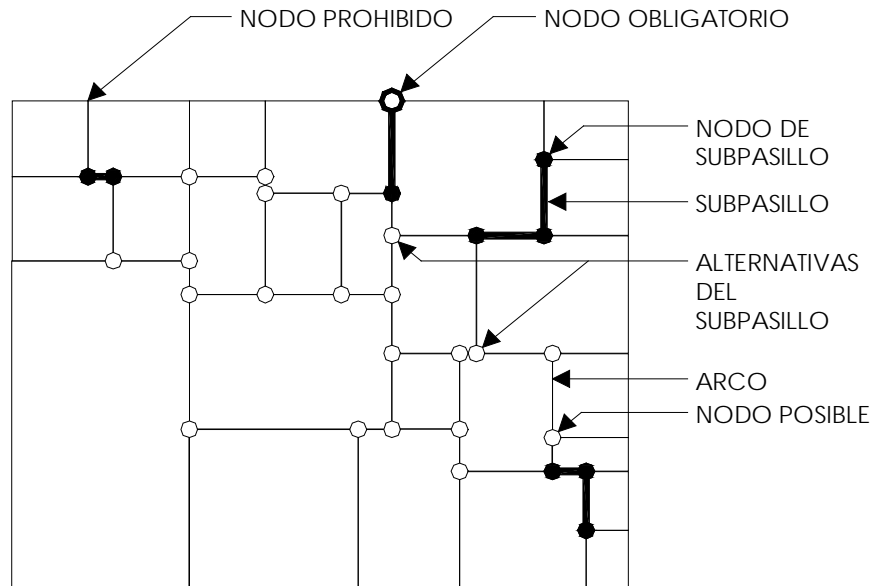 NODO PROHIBIDO
NODO OBLIGATORIO
NODO DE
SUBPASILLO
SUBPASILLO
ALTERNATIVAS
DEL
SUBPASILLO
ARCO
NODO POSIBLE